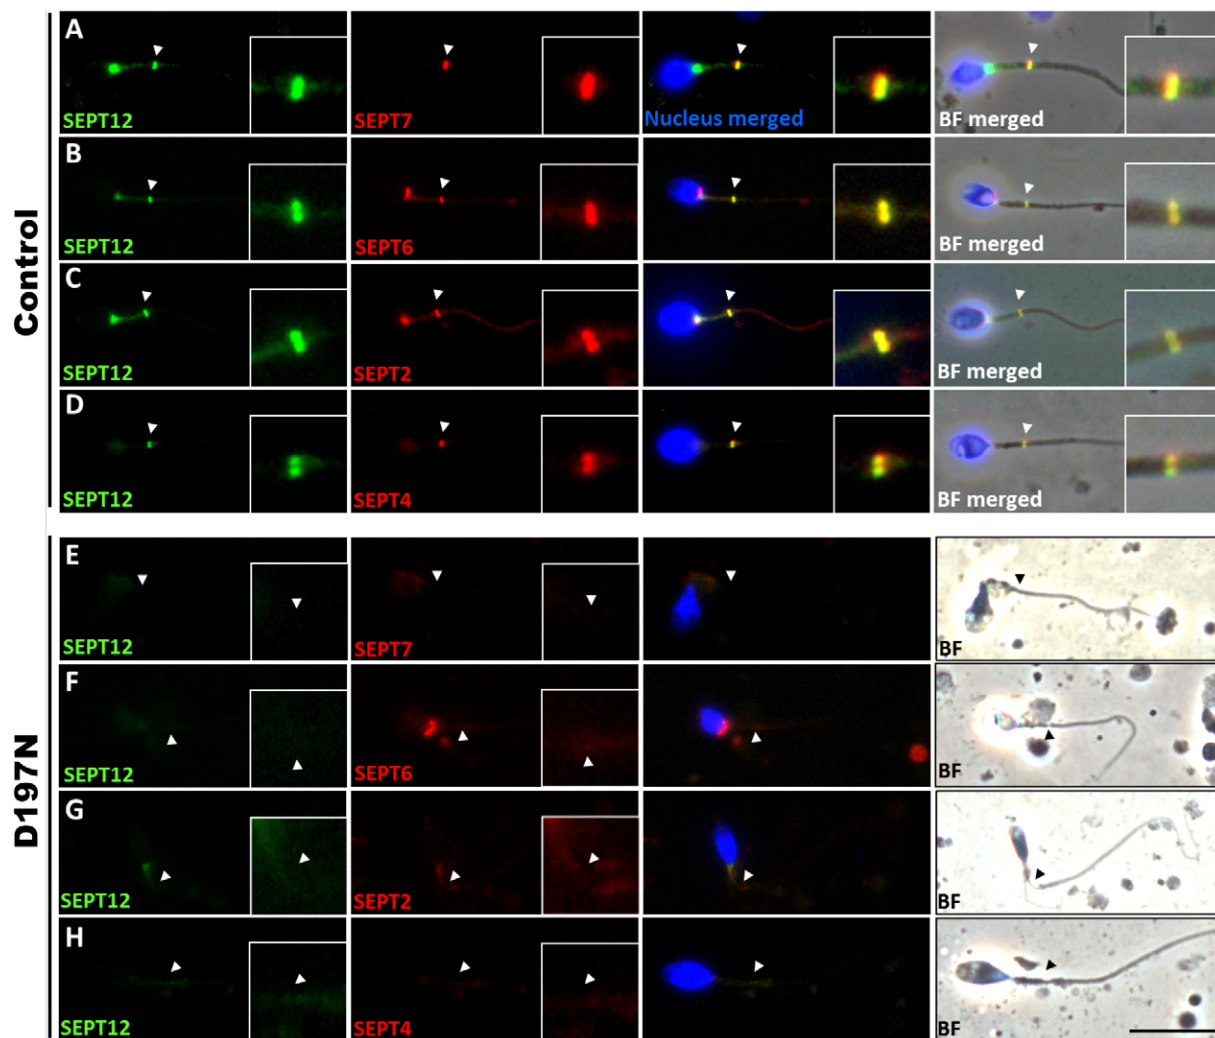 Control
A
SEPT12
SEPT7
Nucleus merged
BF merged
B
SEPT12
SEPT6
BF merged
C
SEPT12
SEPT2
BF merged
D
SEPT12
SEPT4
BF merged
D197N
E
SEPT12
SEPT7
BF
F
SEPT12
SEPT6
BF
G
SEPT12
SEPT2
BF
H
SEPT12
SEPT4
BF